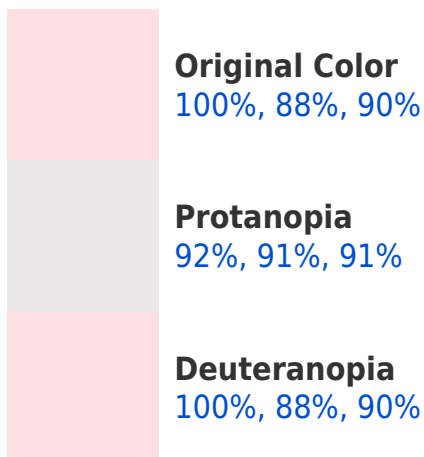 Original Color
100%, 88%, 90%
Protanopia
92%, 91%, 91%
Deuteranopia
100%, 88%, 90%